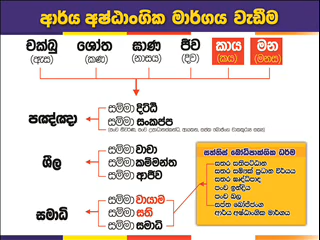 ආර්ය අෂ්ඨාංගික මාර්ගය වැඩීම
චක්ඛු ශෝත ඝාණ ජීව කාය මන
(ඇස) (කණ) (නාසය) (දිව) (කය) (මනස)
පඤ්ඤා
සම්මා දිට්ඨි
සම්මා සංකප්ප
ශීල
සම්මා වාචා
සම්මා කම්මන්ත
සම්මා ආජීව
සමාධි
සම්මා වායාම
සම්මා සති
සම්මා සමාධි
සත්තිස් බෝධිපාක්ෂික ධර්ම
සතර සතිපට්ඨාන
සතර සම්‍යක් ප්‍රධාන වීර්යය
සතර ඍද්ධිපාද
පංච ඉන්ද්‍රිය
පංච බල
සප්ත බොජ්ඣංග
ආර්ය අෂ්ඨාංගික මාර්ගය